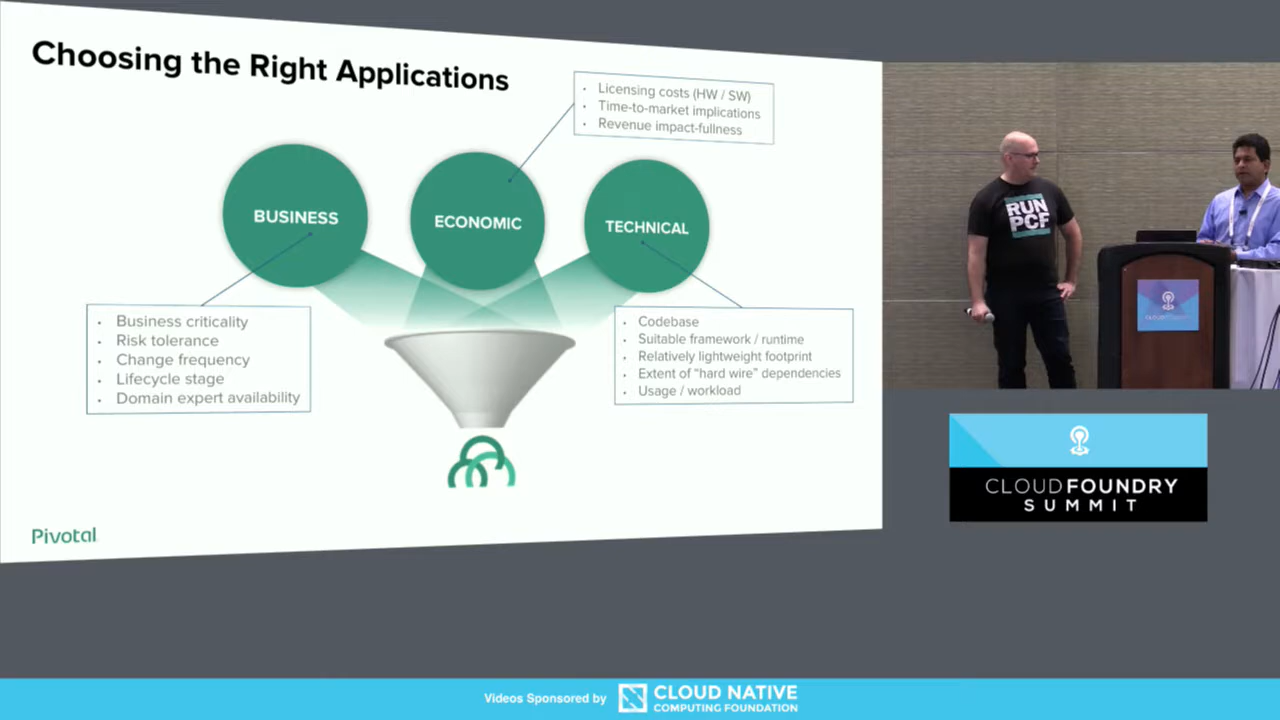 Choosing the Right Applications
• Licensing costs (HW / SW)
• Time-to-market implications
• Revenue impact-fullness
BUSINESS
ECONOMIC
TECHNICAL
• Business criticality
• Risk tolerance
• Change frequency
• Lifecycle stage
• Domain expert availability
• Codebase
• Suitable framework / runtime
• Relatively lightweight footprint
• Extent of “hard wire” dependencies
• Usage / workload
Pivotal
RUN
PCF
CLOUD FOUNDRY
SUMMIT
Videos Sponsored by
CLOUD NATIVE
COMPUTING FOUNDATION